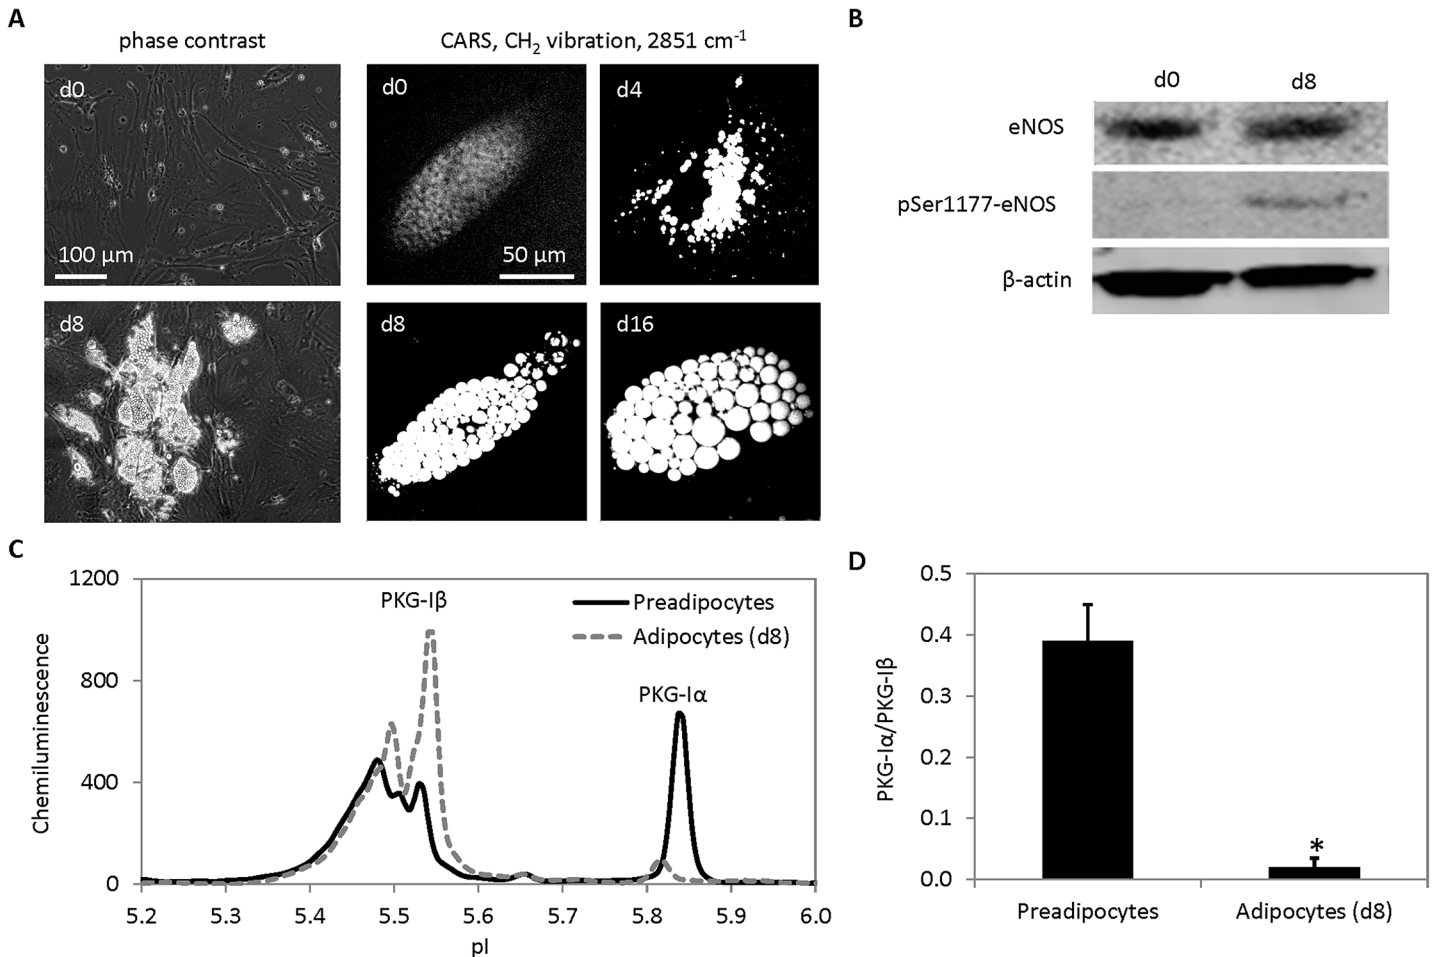 A
phase contrast
CARS, CH₂ vibration, 2851 cm⁻¹
d0
100 µm
d0
50 µm
d4
d8
d8
d16
B
d0
d8
eNOS
pSer1177-eNOS
β-actin
C
1200
800
400
0
Chemiluminescence
PKG-Iβ
Preadipocytes
Adipocytes (d8)
PKG-Iα
5.2 5.3 5.4 5.5 5.6 5.7 5.8 5.9 6.0
pI
D
0.5
0.4
0.3
0.2
0.1
0.0
PKG-Iα/PKG-Iβ
*
Preadipocytes Adipocytes (d8)